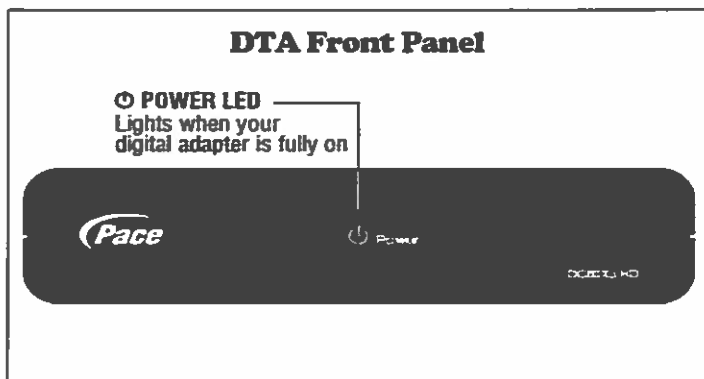 DTA Front Panel
⏻ POWER LED
Lights when your
digital adapter is fully on
Pace
Power